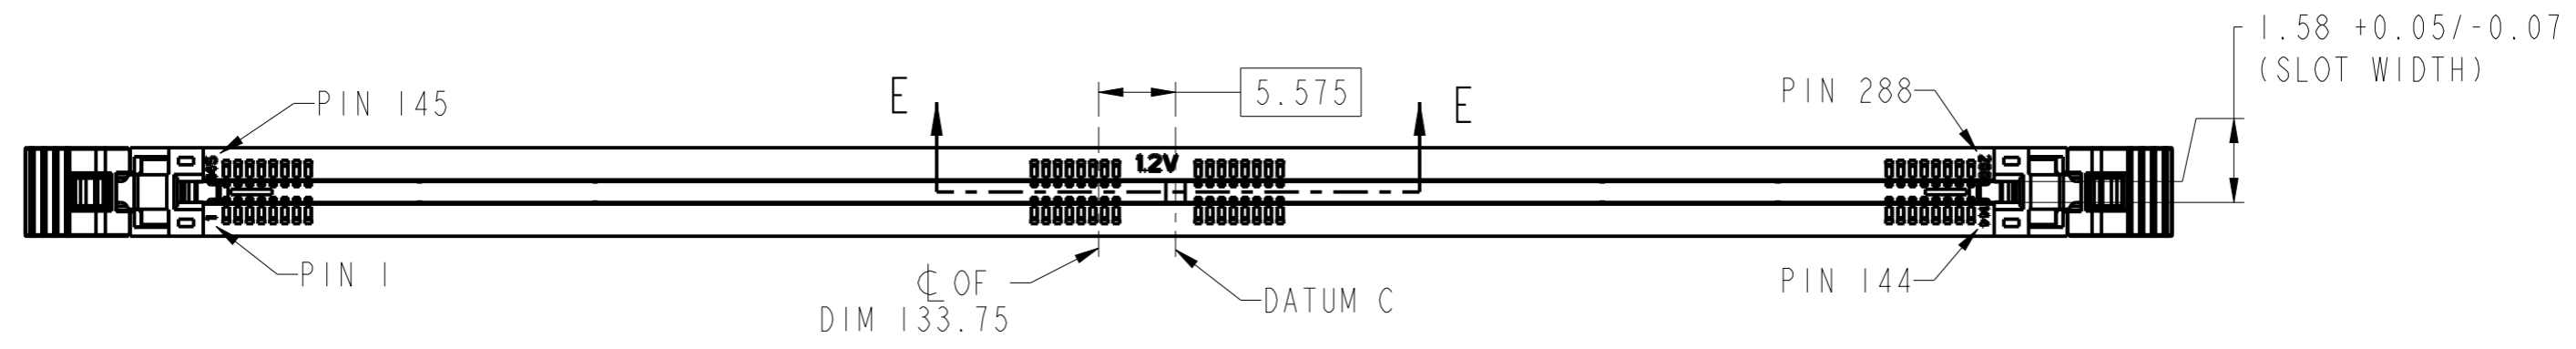 1.58 +0.05/-0.07
(SLOT WIDTH)
E
5.575
E
PIN 288
PIN 145
1.2V
1
PIN 1
℄ OF
DIM 133.75
DATUM C
PIN 144